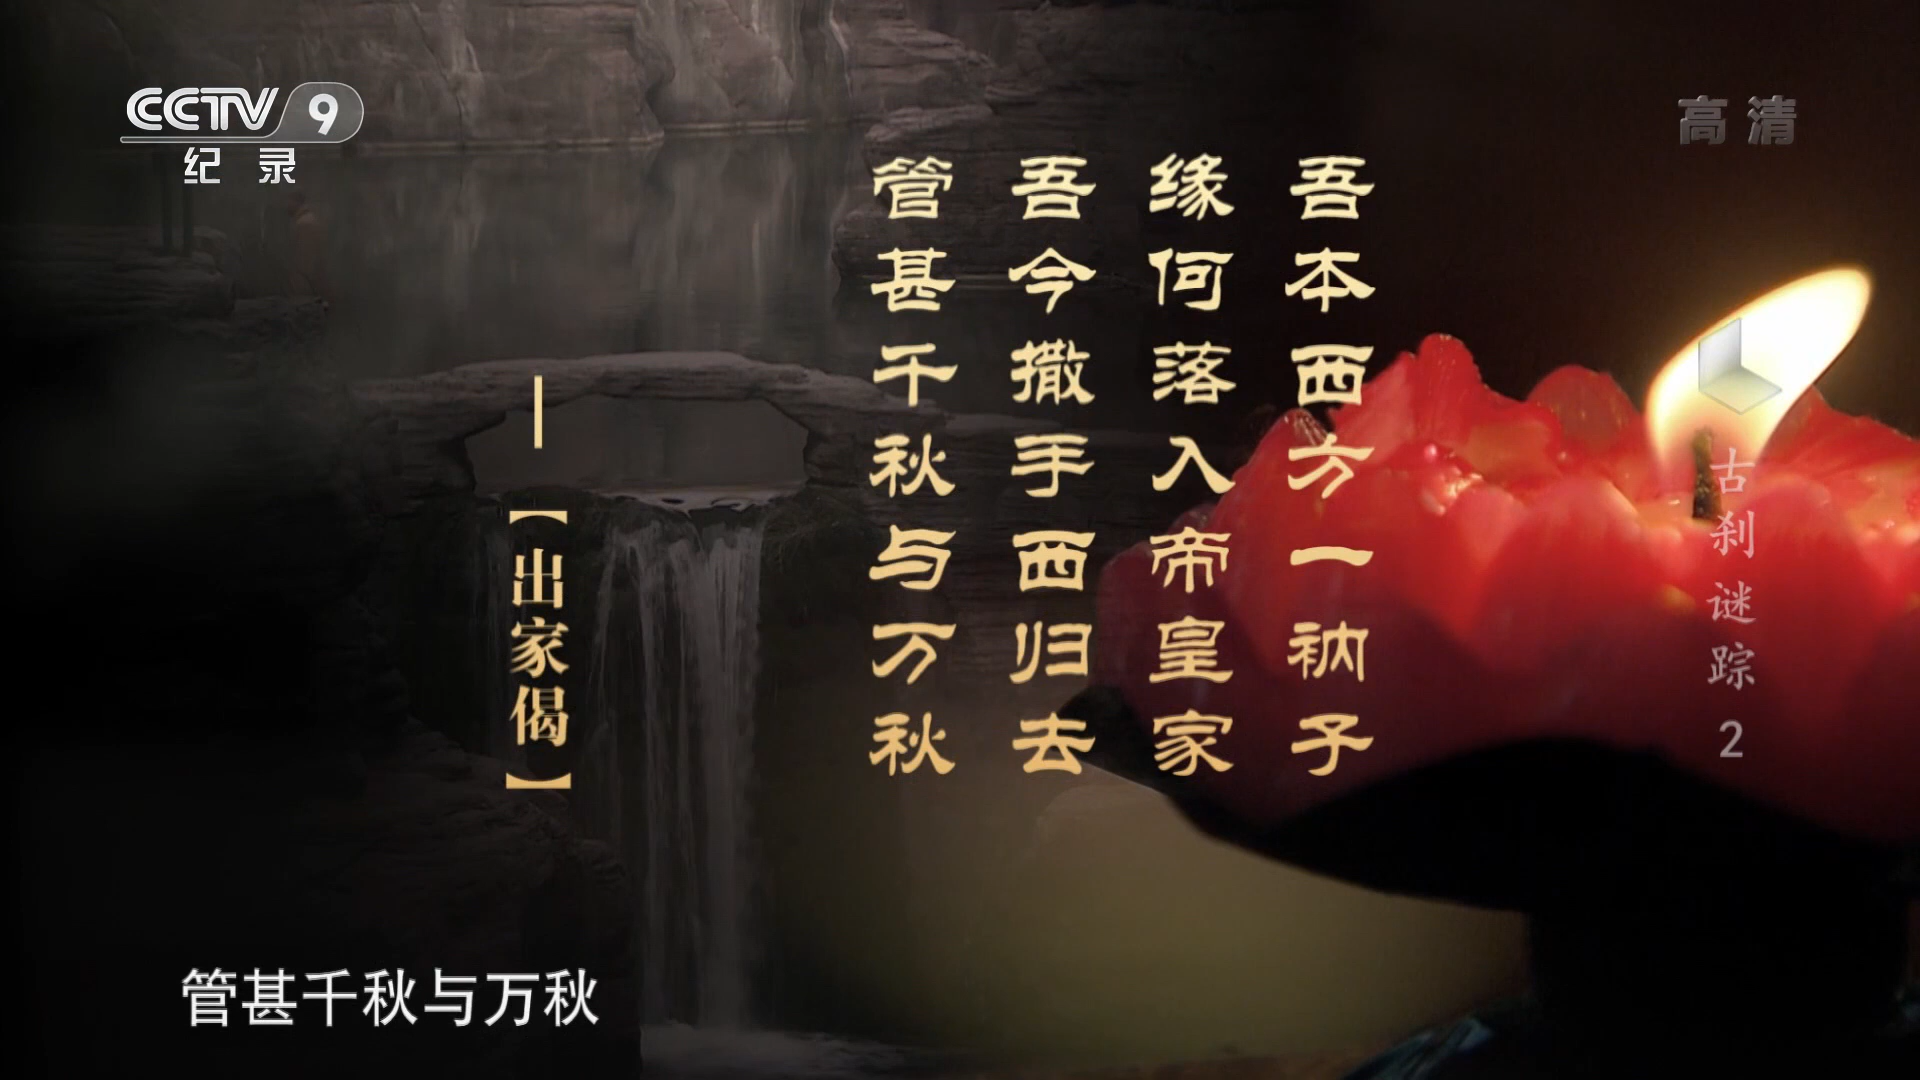 CCTV 9
纪录
高清
吾本西方一衲子
缘何落入帝皇家
吾今撒手西归去
管甚千秋与万秋
—【出家偈】
古刹谜踪2
管甚千秋与万秋